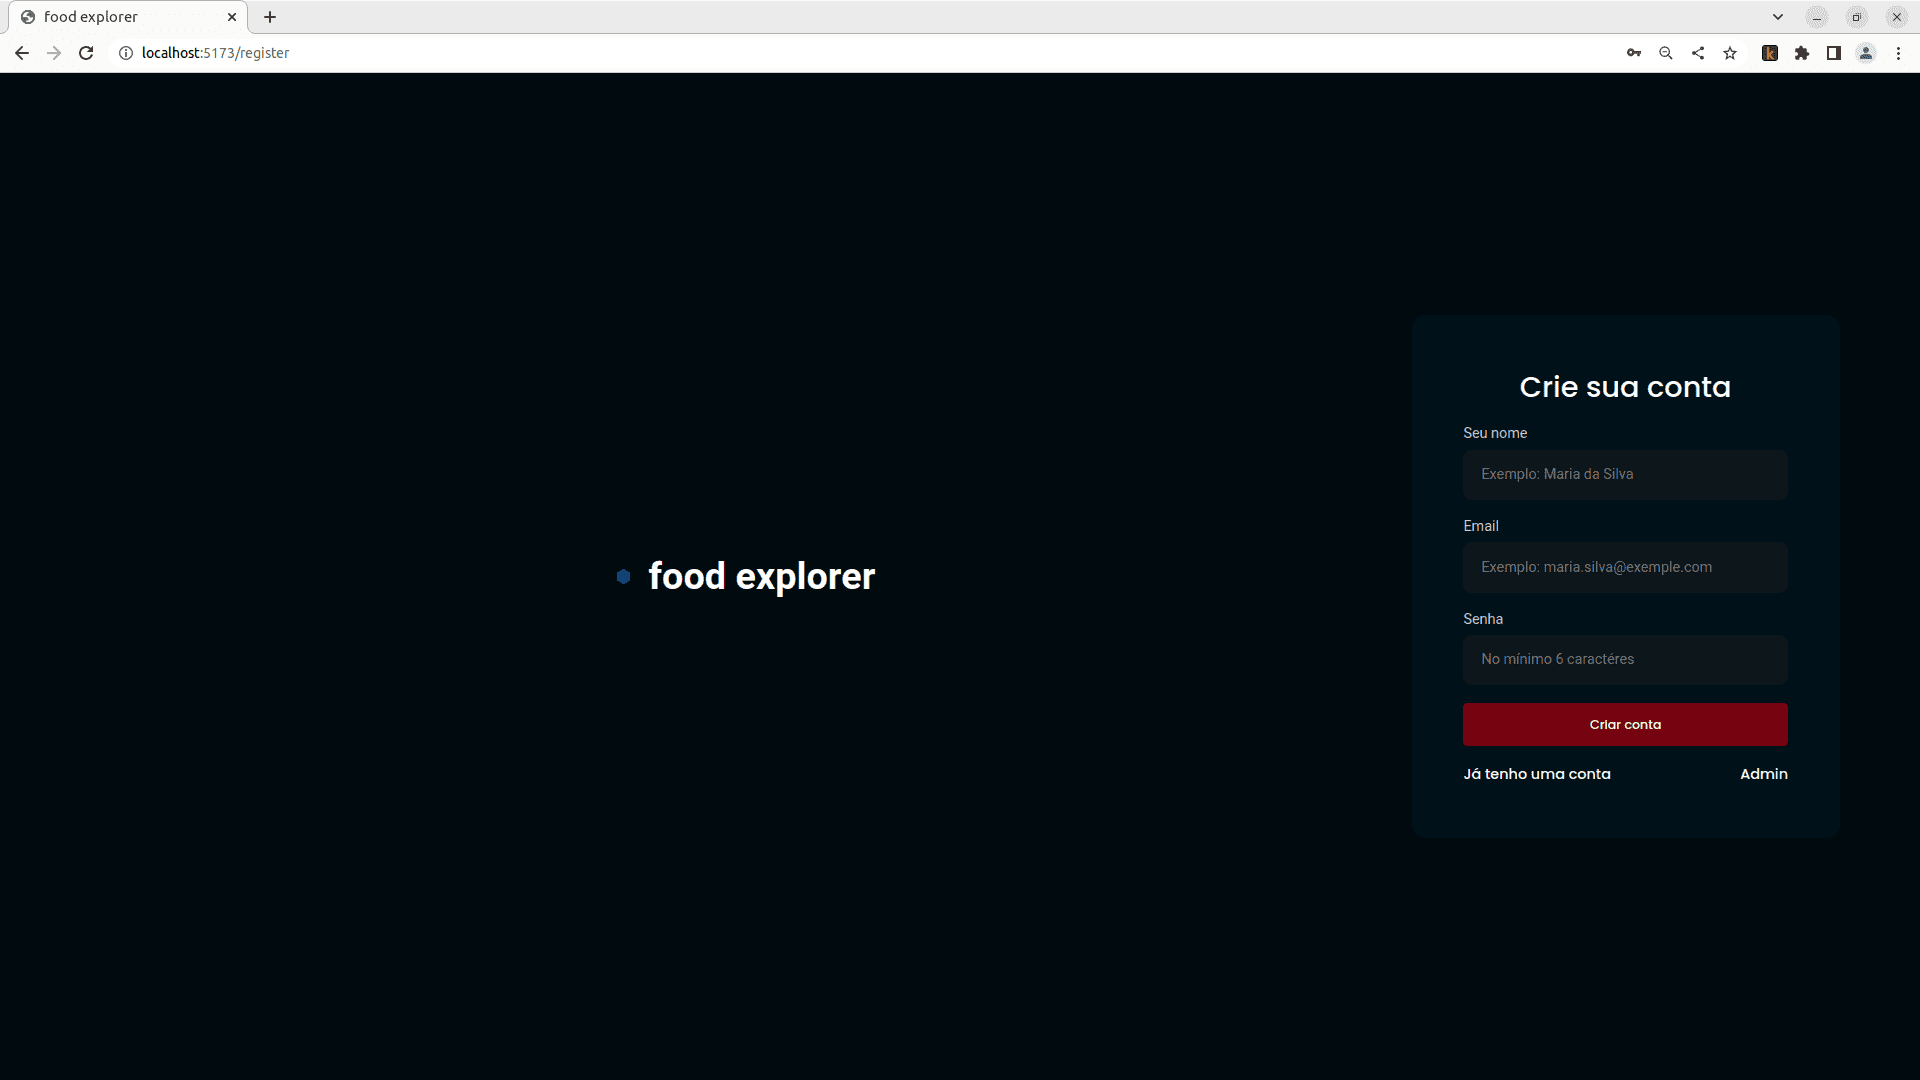 food explorer
localhost:5173/register
k
food explorer
Crie sua conta
Seu nome
Exemplo: Maria da Silva
Email
Exemplo: maria.silva@exemple.com
Senha
No mínimo 6 caractéres
Criar conta
Já tenho uma conta
Admin